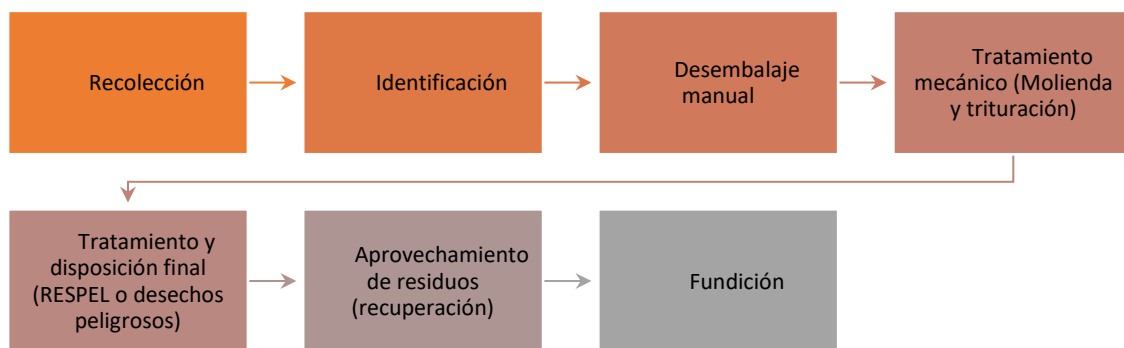 Recolección
Identificación
Desembalaje
manual
Tratamiento
mecánico (Molienda
y trituración)
Tratamiento y
disposición final
(RESPEL o desechos
peligrosos)
Aprovechamiento
de residuos
(recuperación)
Fundición